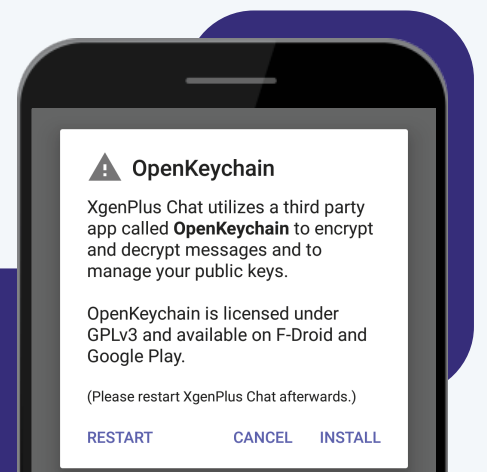 OpenKeychain
XgenPlus Chat utilizes a third party
app called OpenKeychain to encrypt
and decrypt messages and to
manage your public keys.
OpenKeychain is licensed under
GPLv3 and available on F-Droid and
Google Play.
(Please restart XgenPlus Chat afterwards.)
RESTART CANCEL INSTALL